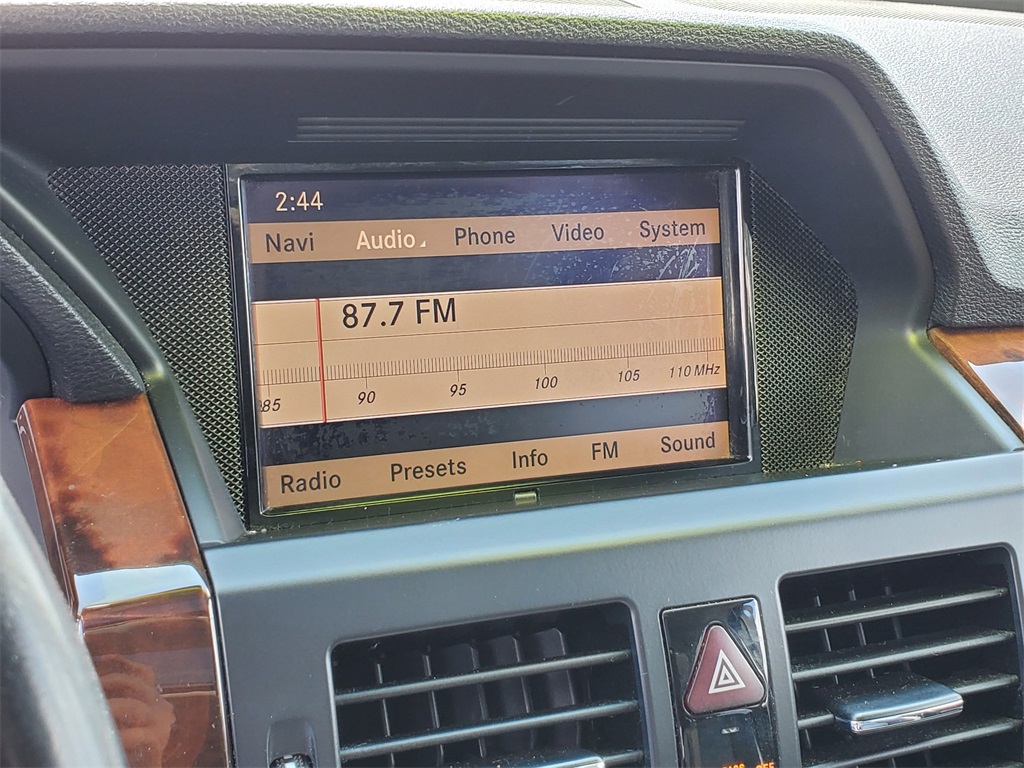 2:44
Navi Audio Phone Video System
87.7 FM
85 90 95 100 105 110 MHz
Radio Presets Info FM Sound
OFF